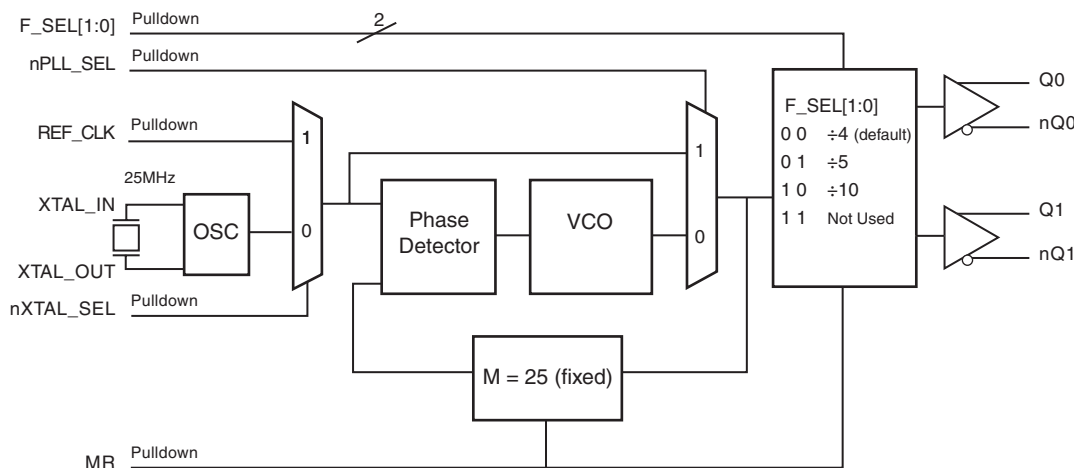 F_SEL[1:0] Pulldown 2
nPLL_SEL Pulldown
REF_CLK Pulldown
1
25MHz
XTAL_IN
OSC
0
XTAL_OUT
nXTAL_SEL Pulldown
Phase
Detector
VCO
1
0
M = 25 (fixed)
F_SEL[1:0]
0 0 ÷4 (default)
0 1 ÷5
1 0 ÷10
1 1 Not Used
Q0
nQ0
Q1
nQ1
MR Pulldown